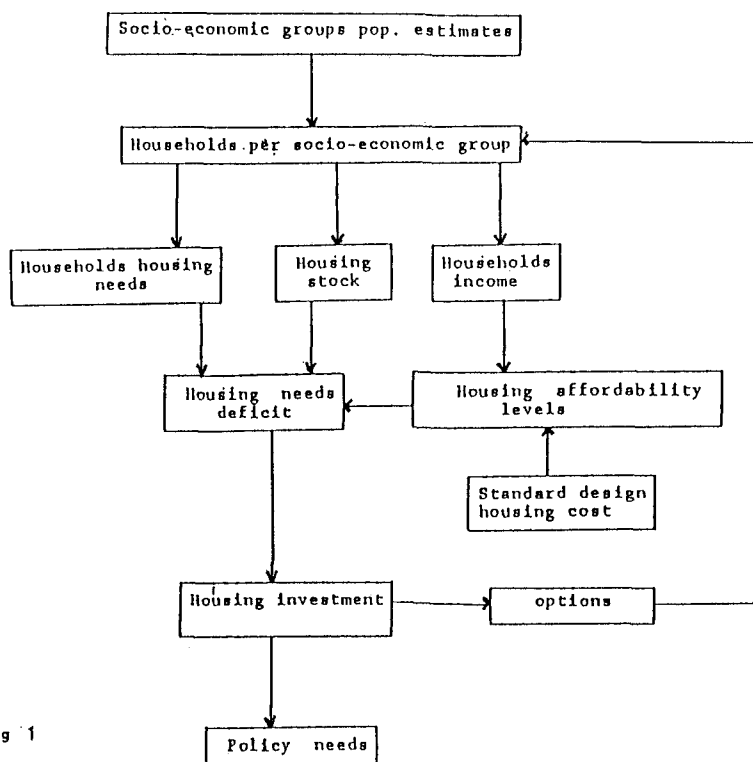 Socio-economic groups pop. estimates
Households per socio-economic group
Households housing
needs
Housing
stock
Households
income
Housing needs
deficit
Housing affordability
levels
Standard design
housing cost
Housing investment
options
g 1
Policy needs